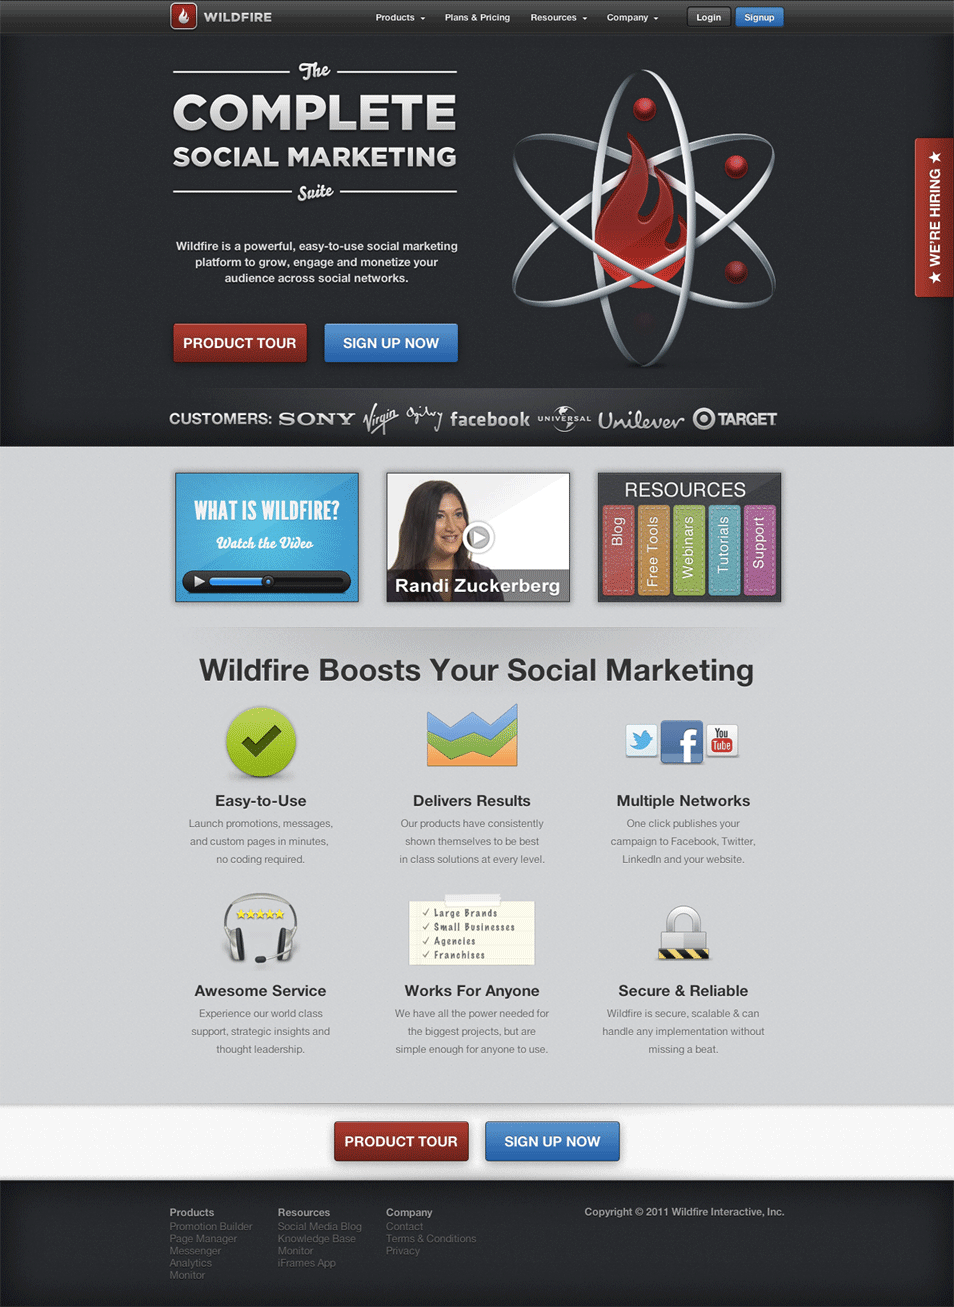 WILDFIRE
Products
Plans & Pricing
Resources
Company
Login
Signup
The
COMPLETE
SOCIAL MARKETING
Suite
Wildfire is a powerful, easy-to-use social marketing
platform to grow, engage and monetize your
audience across social networks.
PRODUCT TOUR
SIGN UP NOW
★ WE'RE HIRING ★
CUSTOMERS: SONY Virgin Ogilvy facebook UNIVERSAL Unilever TARGET
WHAT IS WILDFIRE?
Watch the Video
Randi Zuckerberg
RESOURCES
Blog
Free Tools
Webinars
Tutorials
Support
Wildfire Boosts Your Social Marketing
f
You
Tube
Easy-to-Use
Launch promotions, messages,
and custom pages in minutes,
no coding required.
Delivers Results
Our products have consistently
shown themselves to be best
in class solutions at every level.
Multiple Networks
One click publishes your
campaign to Facebook, Twitter,
LinkedIn and your website.
✓ Large Brands
✓ Small Businesses
✓ Agencies
✓ Franchises
Awesome Service
Experience our world class
support, strategic insights and
thought leadership.
Works For Anyone
We have all the power needed for
the biggest projects, but are
simple enough for anyone to use.
Secure & Reliable
Wildfire is secure, scalable & can
handle any implementation without
missing a beat.
PRODUCT TOUR
SIGN UP NOW
Products
Promotion Builder
Page Manager
Messenger
Analytics
Monitor
Resources
Social Media Blog
Knowledge Base
Monitor
iFrames App
Company
Contact
Terms & Conditions
Privacy
Copyright © 2011 Wildfire Interactive, Inc.